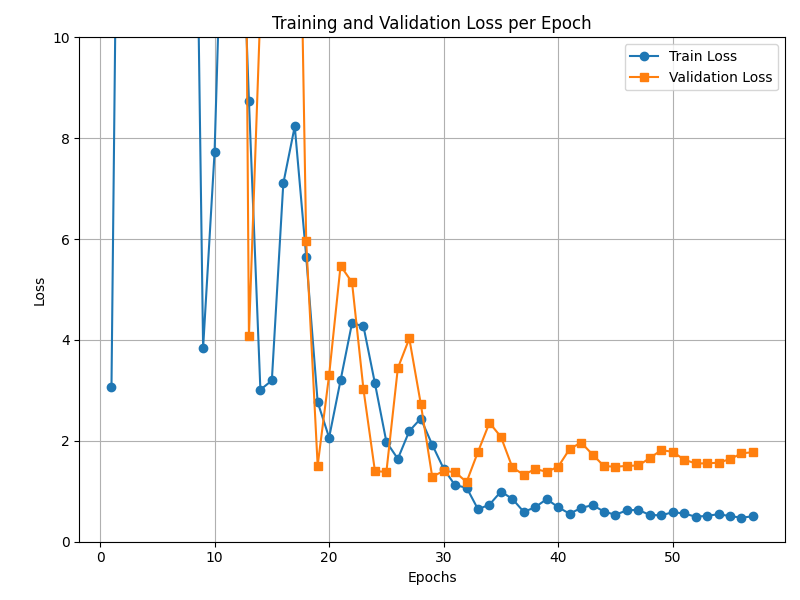 Training and Validation Loss per Epoch
10
8
6
4
2
0
Loss
Train Loss
Validation Loss
0 10 20 30 40 50
Epochs